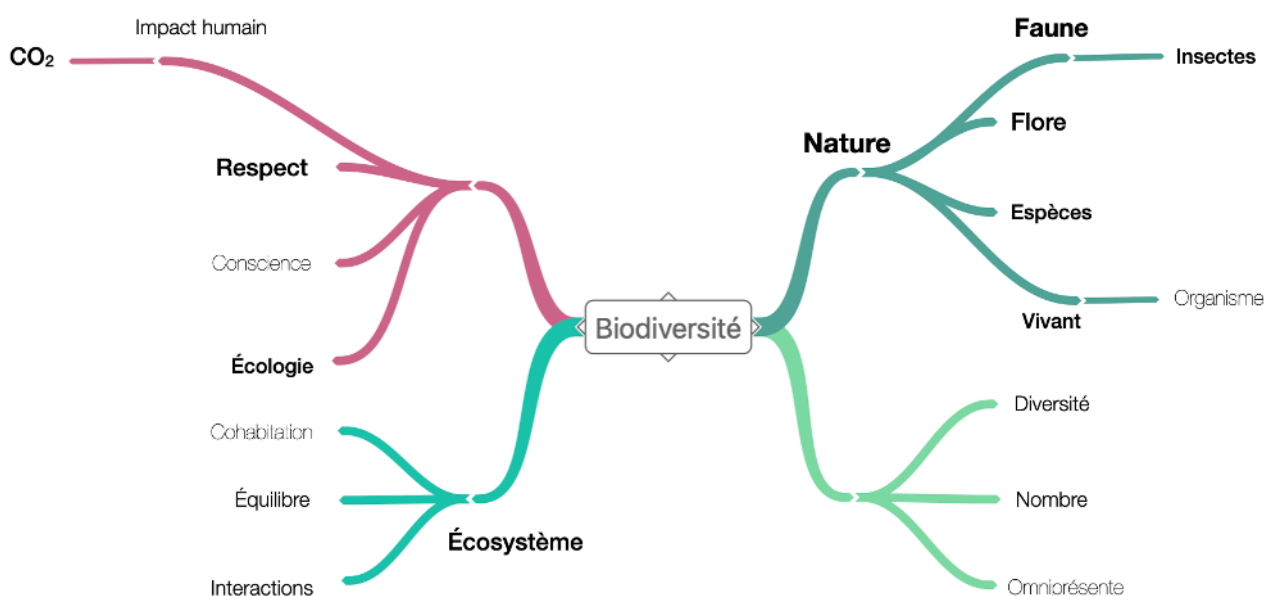 Impact humain
CO₂
Respect
Conscience
Écologie
Cohabitation
Équilibre
Interactions
Écosystème
Biodiversité
Nature
Faune
Insectes
Flore
Espèces
Vivant
Organisme
Diversité
Nombre
Omniprésente